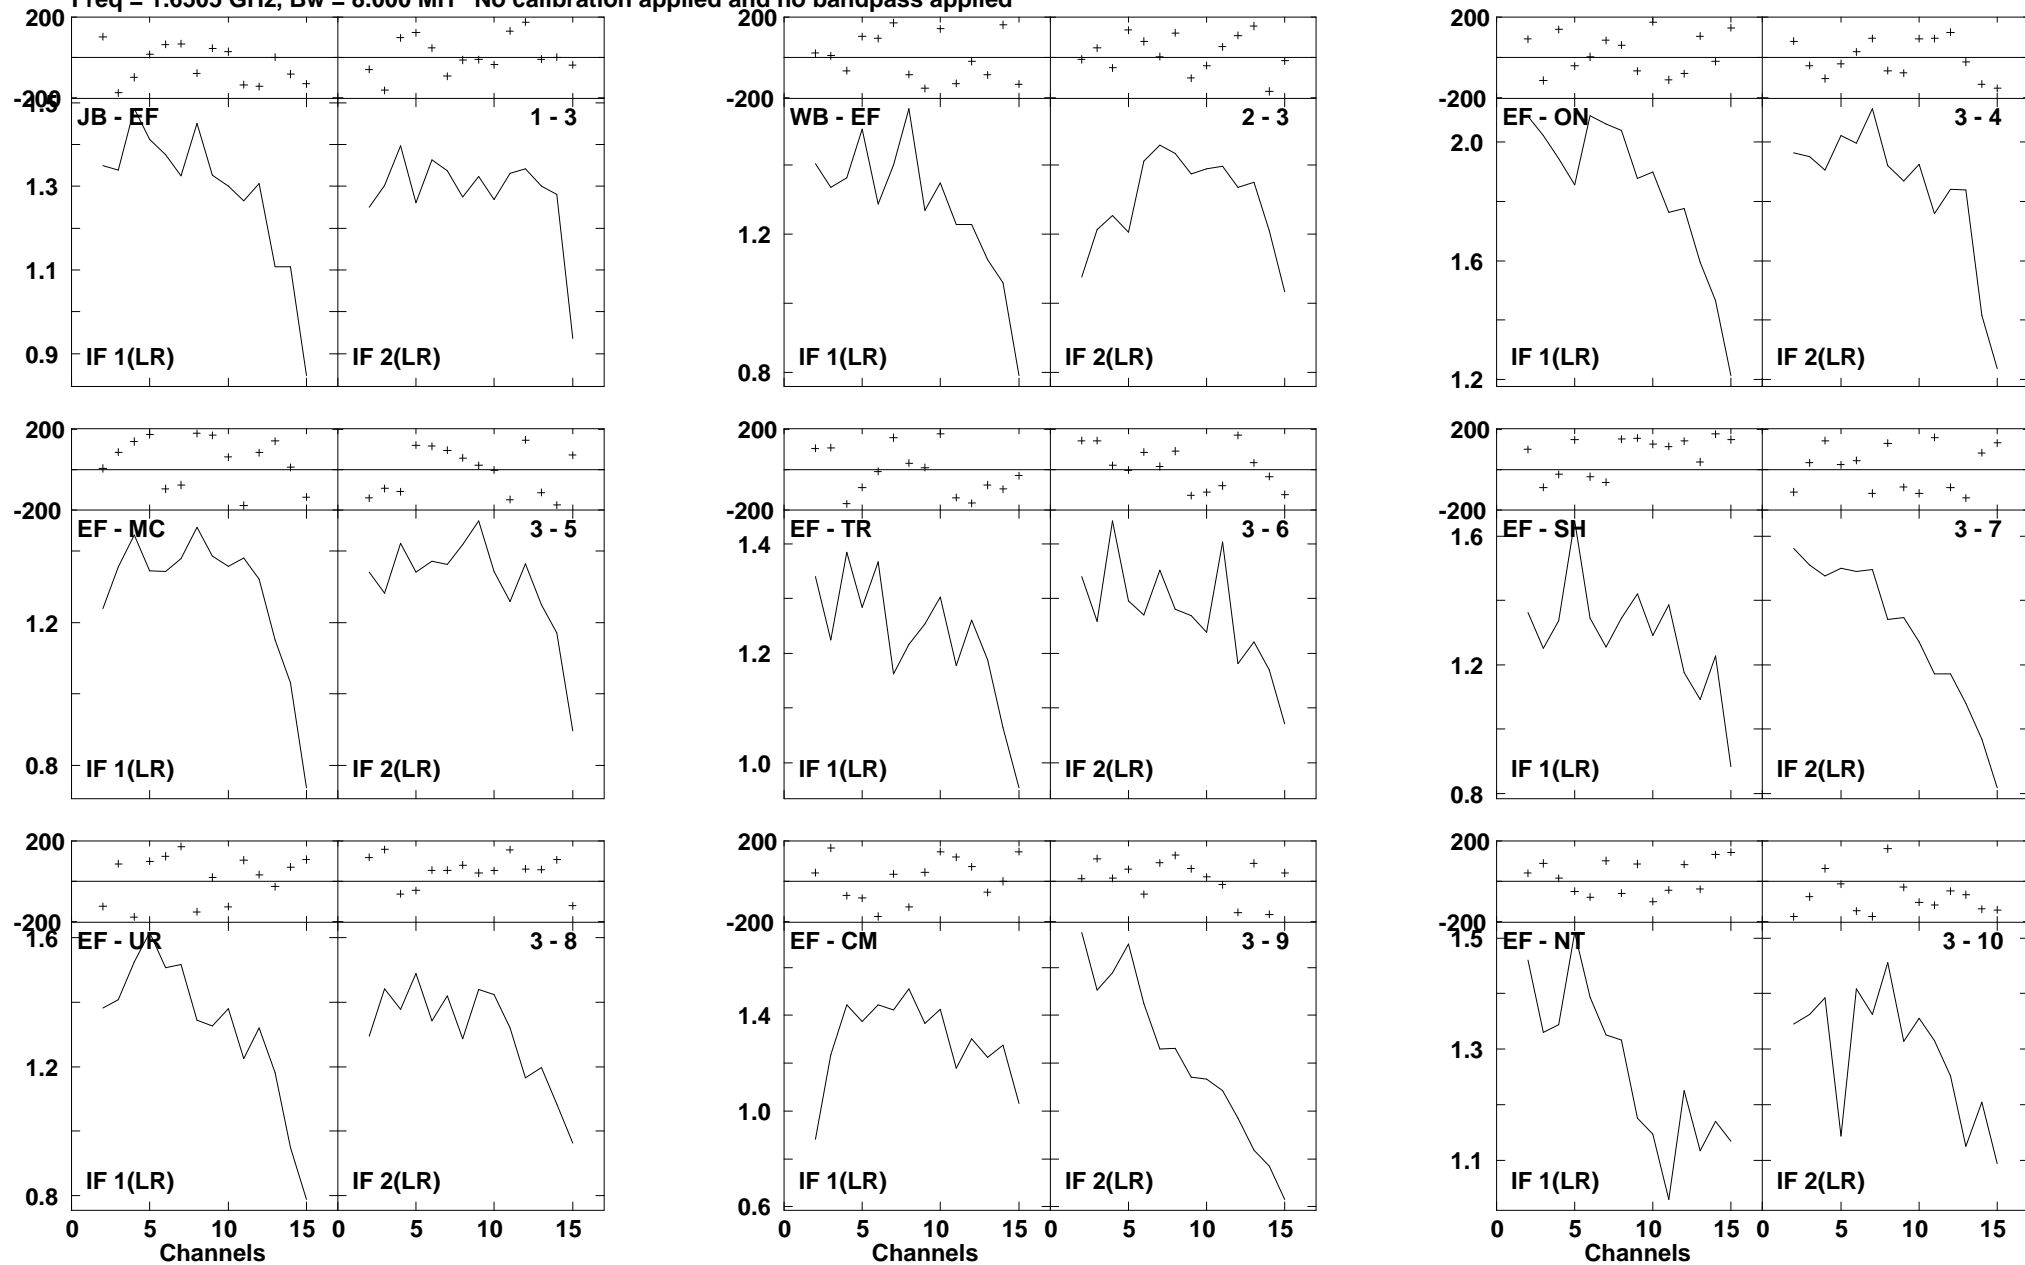 Freq = 1.6505 GHz, Bw = 8.000 MH No calibration applied and no bandpass applied
200 200 200
-200 -200 -200
1.5
JB - EF 1 - 3 WB - EF 2 - 3 EF - ON 3 - 4
2.0
1.3
1.2
1.6
1.1
0.9 IF 1(LR) IF 2(LR) IF 1(LR) IF 2(LR) IF 1(LR) IF 2(LR)
0.8 1.2
200 200 200
-200 -200 -200
EF - MC 3 - 5 EF - TR 3 - 6 EF - SH 3 - 7
1.4 1.6
1.2 1.2 1.2
0.8 IF 1(LR) IF 2(LR) 1.0 IF 1(LR) IF 2(LR) IF 1(LR) IF 2(LR)
0.8
200 200 200
-200 -200 -200
1.6 EF - UR 3 - 8 EF - CM 3 - 9 1.5 EF - NT 3 - 10
1.4
1.3
1.2
1.0
1.1
0.8 IF 1(LR) IF 2(LR) 0.6 IF 1(LR) IF 2(LR) IF 1(LR) IF 2(LR)
0 5 10 15 0 5 10 15 0 5 10 15 0 5 10 15 0 5 10 15 0 5 10 15
Channels Channels Channels